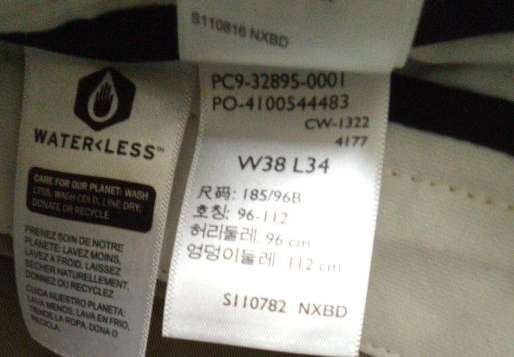 S110816 NXBD
PC9-32895-0001
PO-4100544483
CW-1322
4177
W38 L34
尺码: 185/96B
호칭: 96-112
허리둘레: 96 cm
엉덩이둘레: 112 cm
S110782 NXBD
WATER<LESS™
CARE FOR OUR PLANET: WASH
LESS, WASH COLD, LINE DRY,
DONATE OR RECYCLE
PRENEZ SOIN DE NOTRE
PLANÈTE: LAVEZ MOINS,
LAVEZ À FROID, LAISSEZ
SÉCHER NATURELLEMENT,
DONNEZ OU RECYCLEZ
CUIDA NUESTRO PLANETA:
LAVA MENOS, LAVA EN FRÍO,
TIENDE LA ROPA, DONA O
RECICLA.